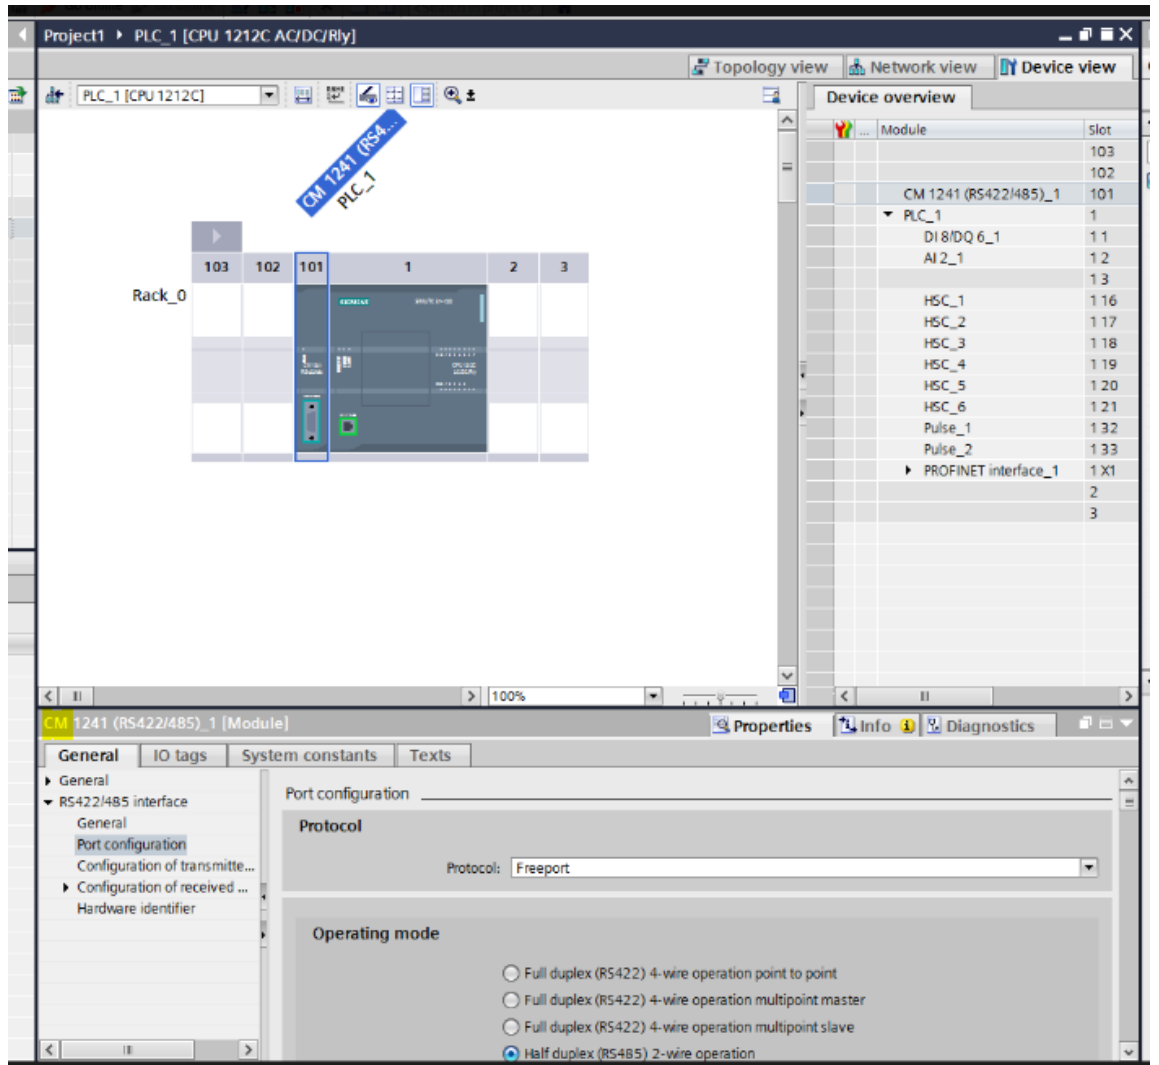 Project1 ▸ PLC_1 [CPU 1212C AC/DC/Rly]
Topology view Network view Device view
PLC_1 [CPU 1212C]
Device overview
... Module Slot
103
102
CM 1241 (RS422/485)_1 101
PLC_1 1
DI 8/DQ 6_1 1 1
AI 2_1 1 2
1 3
HSC_1 1 16
HSC_2 1 17
HSC_3 1 18
HSC_4 1 19
HSC_5 1 20
HSC_6 1 21
Pulse_1 1 32
Pulse_2 1 33
PROFINET interface_1 1 X1
2
3
CM 1241 (RS4...
PLC_1
103 102 101 1 2 3
Rack_0
SIEMENS
100%
CM 1241 (RS422/485)_1 [Module]
Properties Info Diagnostics
General IO tags System constants Texts
General
RS422/485 interface
General
Port configuration
Configuration of transmitte...
Configuration of received ...
Hardware identifier
Port configuration
Protocol
Protocol: Freeport
Operating mode
Full duplex (RS422) 4-wire operation point to point
Full duplex (RS422) 4-wire operation multipoint master
Full duplex (RS422) 4-wire operation multipoint slave
Half duplex (RS485) 2-wire operation